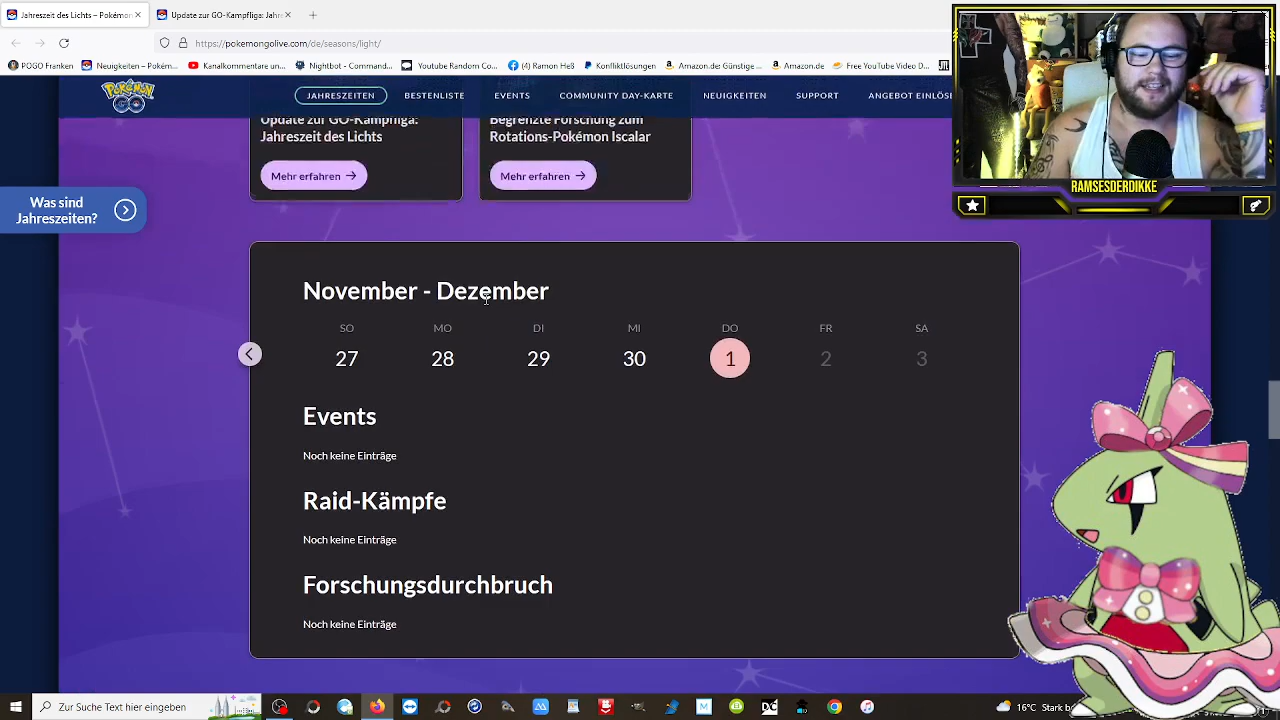 Jahreszeit des Lichts – Pokémon
Update zur GO-Kampfliga: Jahres
https://pokemongolive.com/de/seasons/light/
POGO Franken
Neuigkeiten – Pokém...
Kanalkommentare u...
Nightbot - Command...
Youtube Random Co...
(4) Ramon Heß
Konfliktlösungen
Amazon.de Günstige ...
Amazon.de
Free YouTube Video D...
POKÉMON
GO
JAHRESZEITEN
BESTENLISTE
EVENTS
COMMUNITY DAY-KARTE
NEUIGKEITEN
SUPPORT
ANGEBOT EINLÖSE
Update zur GO-Kampfliga:
Jahreszeit des Lichts
Mehr erfahren
Begrenzte Forschung zum
Rotations-Pokémon Iscalar
Mehr erfahren
RAMSESDERDIKKE
Was sind
Jahreszeiten?
November - Dezember
SO MO DI MI DO FR SA
27 28 29 30 1 2 3
Events
Noch keine Einträge
Raid-Kämpfe
Noch keine Einträge
Forschungsdurchbruch
Noch keine Einträge
Zur Suche Text hier eingeben
16°C